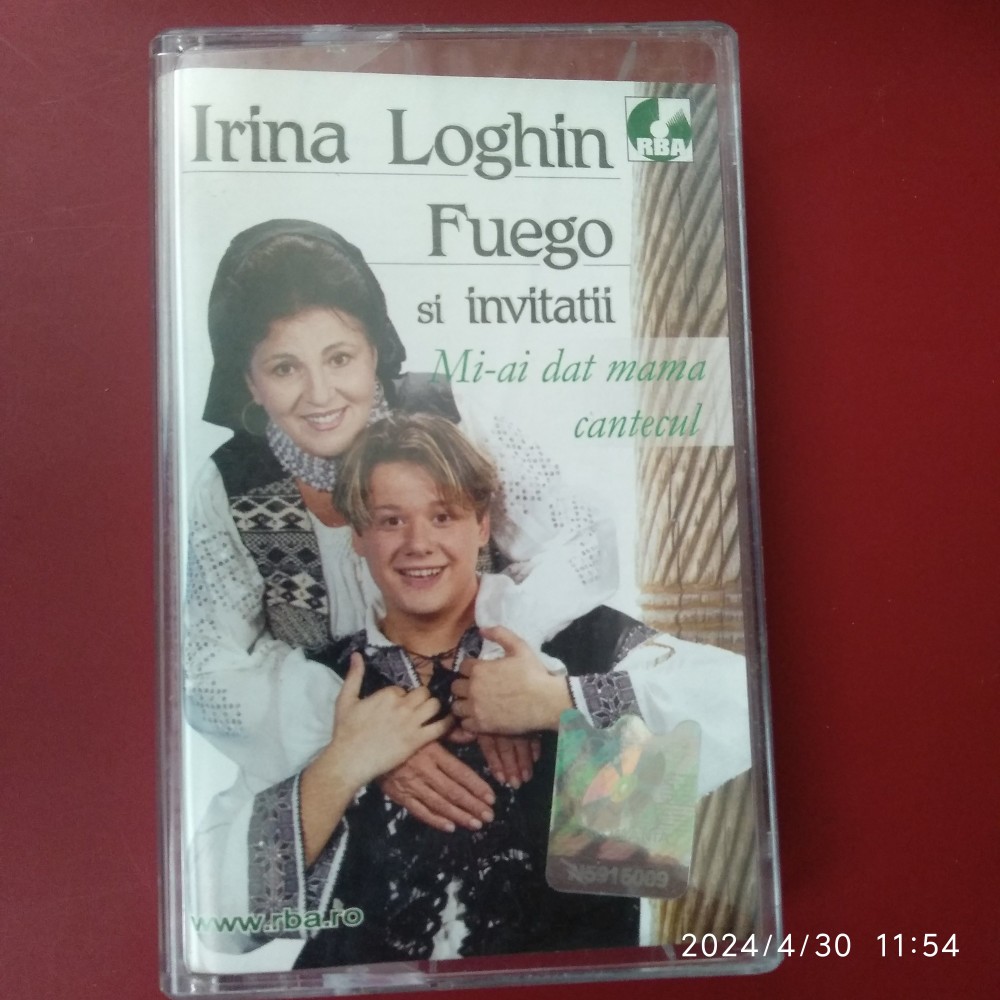 Irina Loghin
RBA
Fuego
si invitatii
Mi-ai dat mama
cantecul
N5915009
www.rba.ro
2024/4/30 11:54